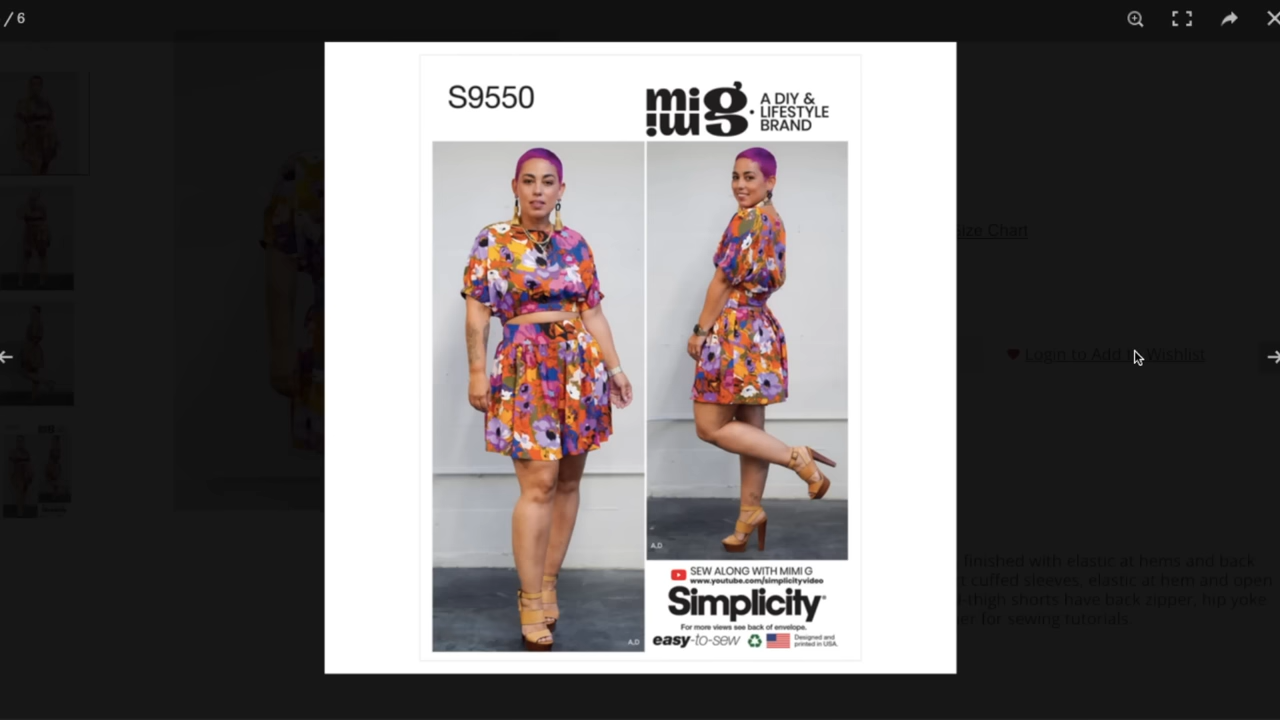 / 6
S9550
mimi g.
A DIY &
LIFESTYLE
BRAND
ize Chart
Login to Add to Wishlist
A,D
SEW ALONG WITH MIMI G
www.youtube.com/simplicityvideo
Simplicity®
For more views see back of envelope.
easy-to-sew
Designed and
printed in USA.
A,D
finished with elastic at hems and back
t cuffed sleeves, elastic at hem and open
-thigh shorts have back zipper, hip yoke
er for sewing tutorials